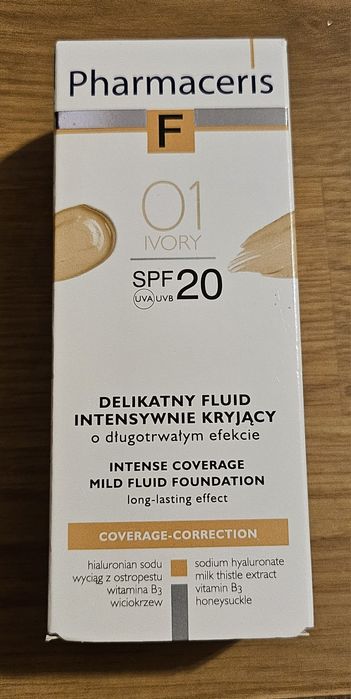 Pharmaceris
F
01
IVORY
SPF 20
UVA UVB
DELIKATNY FLUID
INTENSYWNIE KRYJĄCY
o długotrwałym efekcie
INTENSE COVERAGE
MILD FLUID FOUNDATION
long-lasting effect
COVERAGE-CORRECTION
hialuronian sodu
wyciąg z ostropestu
witamina B3
wiciokrzew
sodium hyaluronate
milk thistle extract
vitamin B3
honeysuckle